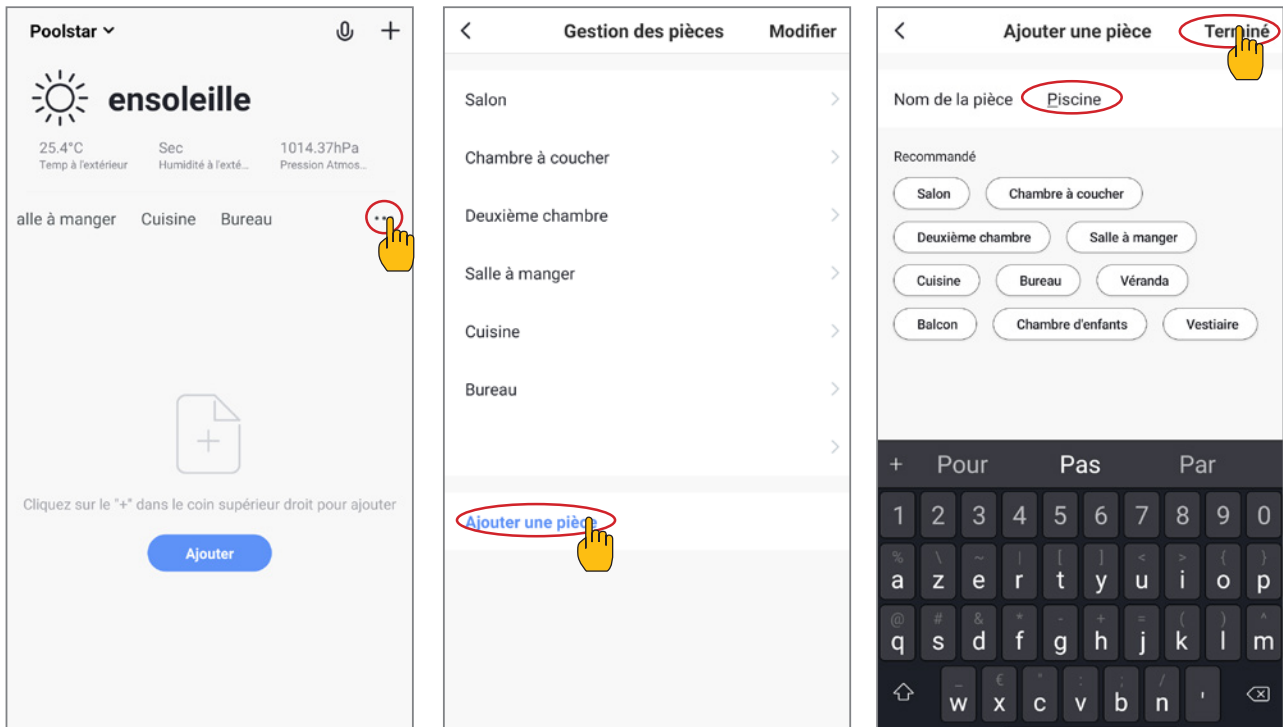 Poolstar
ensoleille
25.4°C Sec 1014.37hPa
Temp à l'extérieur Humidité à l'exté... Pression Atmos...
alle à manger Cuisine Bureau
Cliquez sur le "+" dans le coin supérieur droit pour ajouter
Ajouter
Gestion des pièces Modifier
Salon
Chambre à coucher
Deuxième chambre
Salle à manger
Cuisine
Bureau
Ajouter une pièce
Ajouter une pièce Terminé
Nom de la pièce Piscine
Recommandé
Salon Chambre à coucher
Deuxième chambre Salle à manger
Cuisine Bureau Véranda
Balcon Chambre d'enfants Vestiaire
+ Pour Pas Par
1 2 3 4 5 6 7 8 9 0
% \ ~ | [ ] < > { }
a z e r t y u i o p
@ # & * - + = ( ) ^
q s d f g h j k l m
_ € " : ; /
w x c v b n '